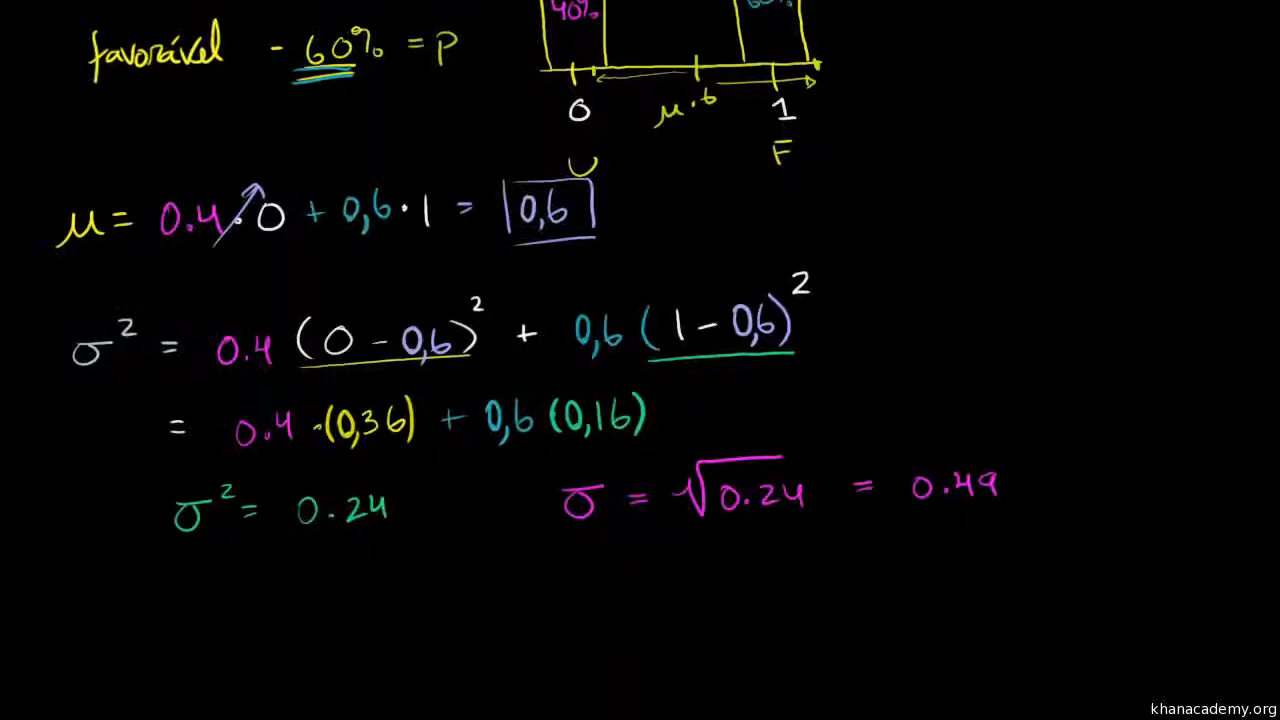 40%
favorável - 60% = p
0 μ.6 1
U F
μ = 0.4 · 0 + 0,6 · 1 = 0,6
σ² = 0.4 (0 - 0,6)² + 0,6 (1 - 0,6)²
= 0.4 · (0,36) + 0,6 (0,16)
σ² = 0.24 σ = √0.24 = 0.49
khanacademy.org